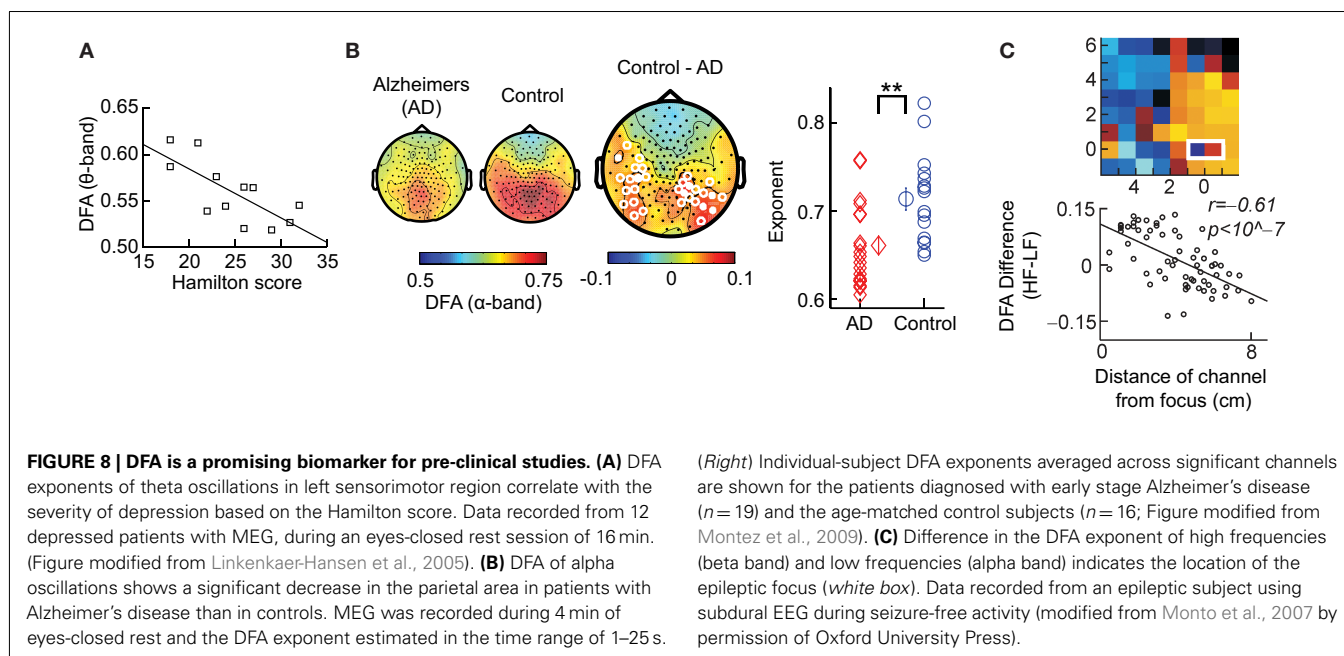 A
DFA (θ-band)
0.65
0.60
0.55
0.50
15 20 25 30 35
Hamilton score
B
Alzheimers
(AD)
Control
Control - AD
0.5 0.75
DFA (α-band)
-0.1 0 0.1
**
Exponent
0.8
0.7
0.6
AD Control
C
6
4
2
0
4 2 0
2 0
r=−0.61
p<10^−7
DFA Difference
(HF-LF)
0.15
0
−0.15
0 8
Distance of channel
from focus (cm)
FIGURE 8 | DFA is a promising biomarker for pre-clinical studies. (A) DFA
exponents of theta oscillations in left sensorimotor region correlate with the
severity of depression based on the Hamilton score. Data recorded from 12
depressed patients with MEG, during an eyes-closed rest session of 16 min.
(Figure modified from Linkenkaer-Hansen et al., 2005). (B) DFA of alpha
oscillations shows a significant decrease in the parietal area in patients with
Alzheimer's disease than in controls. MEG was recorded during 4 min of
eyes-closed rest and the DFA exponent estimated in the time range of 1–25 s.
(Right) Individual-subject DFA exponents averaged across significant channels
are shown for the patients diagnosed with early stage Alzheimer's disease
(n = 19) and the age-matched control subjects (n = 16; Figure modified from
Montez et al., 2009). (C) Difference in the DFA exponent of high frequencies
(beta band) and low frequencies (alpha band) indicates the location of the
epileptic focus (white box). Data recorded from an epileptic subject using
subdural EEG during seizure-free activity (modified from Monto et al., 2007 by
permission of Oxford University Press).